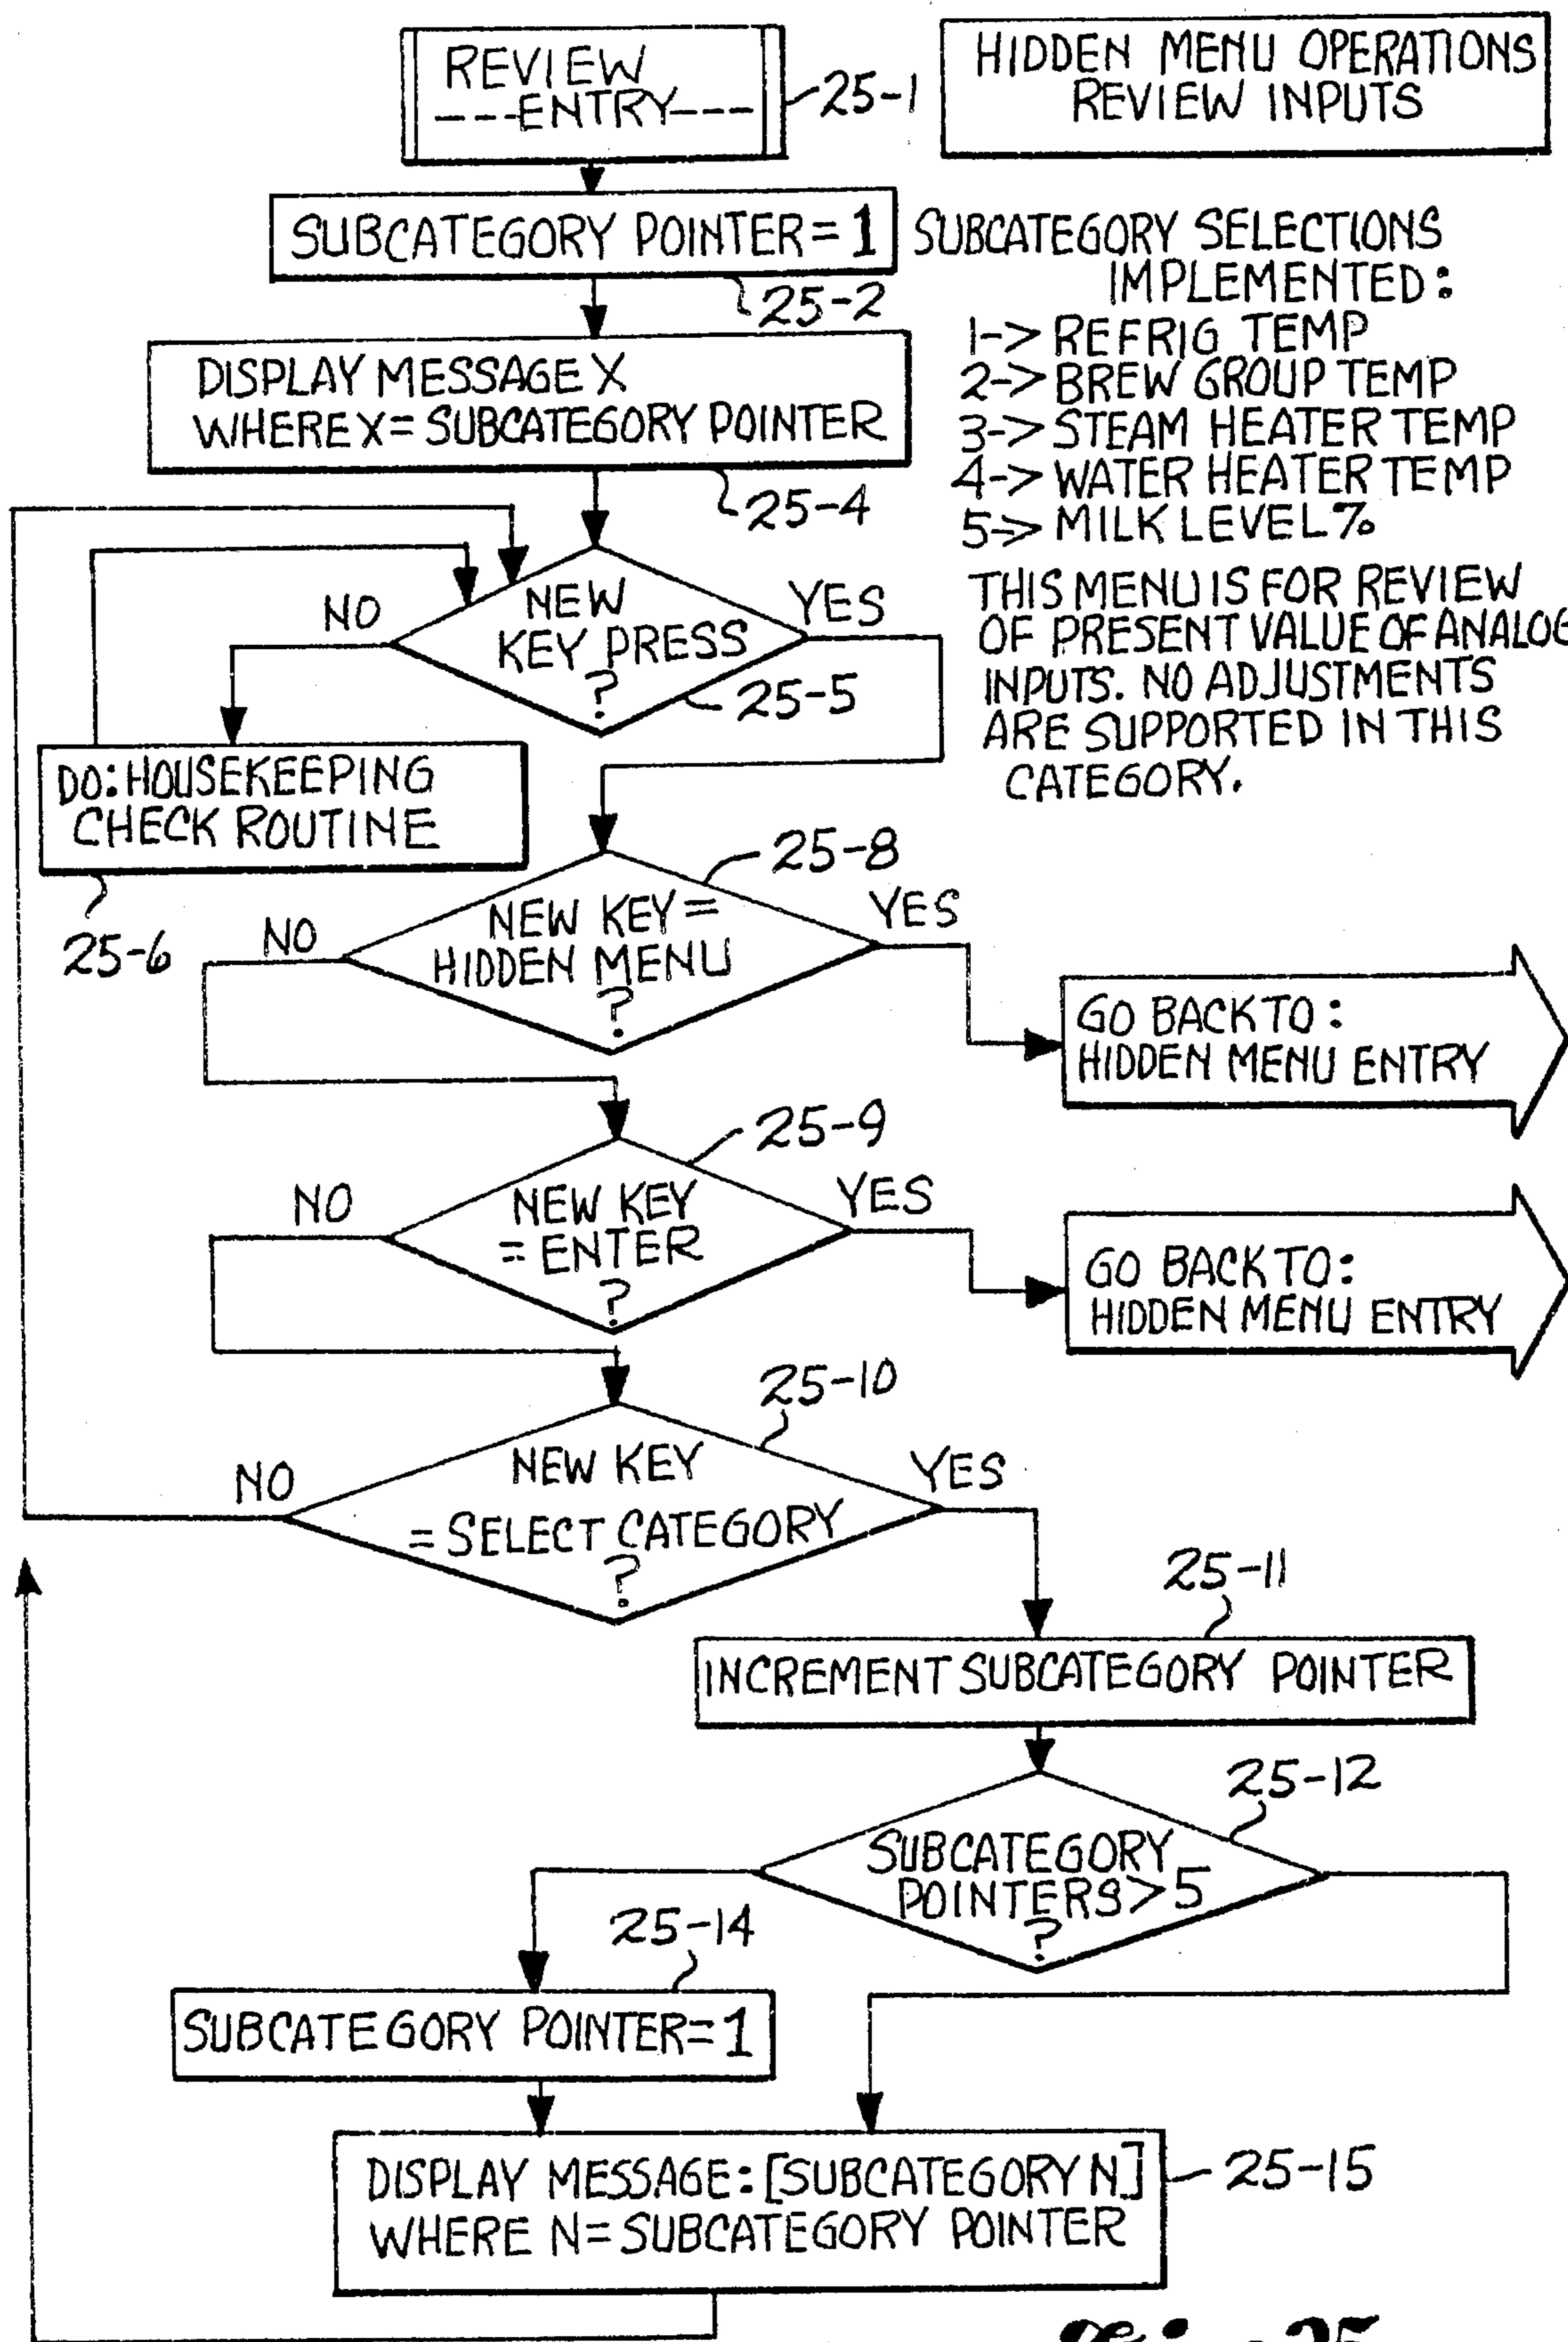 REVIEW
---ENTRY---
25-1
HIDDEN MENU OPERATIONS
REVIEW INPUTS
SUBCATEGORY POINTER = 1
25-2
SUBCATEGORY SELECTIONS
IMPLEMENTED:
1-> REFRIG TEMP
2-> BREW GROUP TEMP
3-> STEAM HEATER TEMP
4-> WATER HEATER TEMP
5-> MILK LEVEL %
THIS MENU IS FOR REVIEW
OF PRESENT VALUE OF ANALOG
INPUTS. NO ADJUSTMENTS
ARE SUPPORTED IN THIS
CATEGORY.
DISPLAY MESSAGE X
WHERE X = SUBCATEGORY POINTER
25-4
NO
NEW
KEY PRESS
?
YES
25-5
DO: HOUSEKEEPING
CHECK ROUTINE
25-6
25-8
NO
NEW KEY =
HIDDEN MENU
?
YES
GO BACK TO:
HIDDEN MENU ENTRY
25-9
NO
NEW KEY
= ENTER
?
YES
GO BACK TO:
HIDDEN MENU ENTRY
25-10
NO
NEW KEY
= SELECT CATEGORY
?
YES
25-11
INCREMENT SUBCATEGORY POINTER
25-12
SUBCATEGORY
POINTERS > 5
?
25-14
SUBCATEGORY POINTER = 1
DISPLAY MESSAGE: [SUBCATEGORY N]
WHERE N = SUBCATEGORY POINTER
25-15